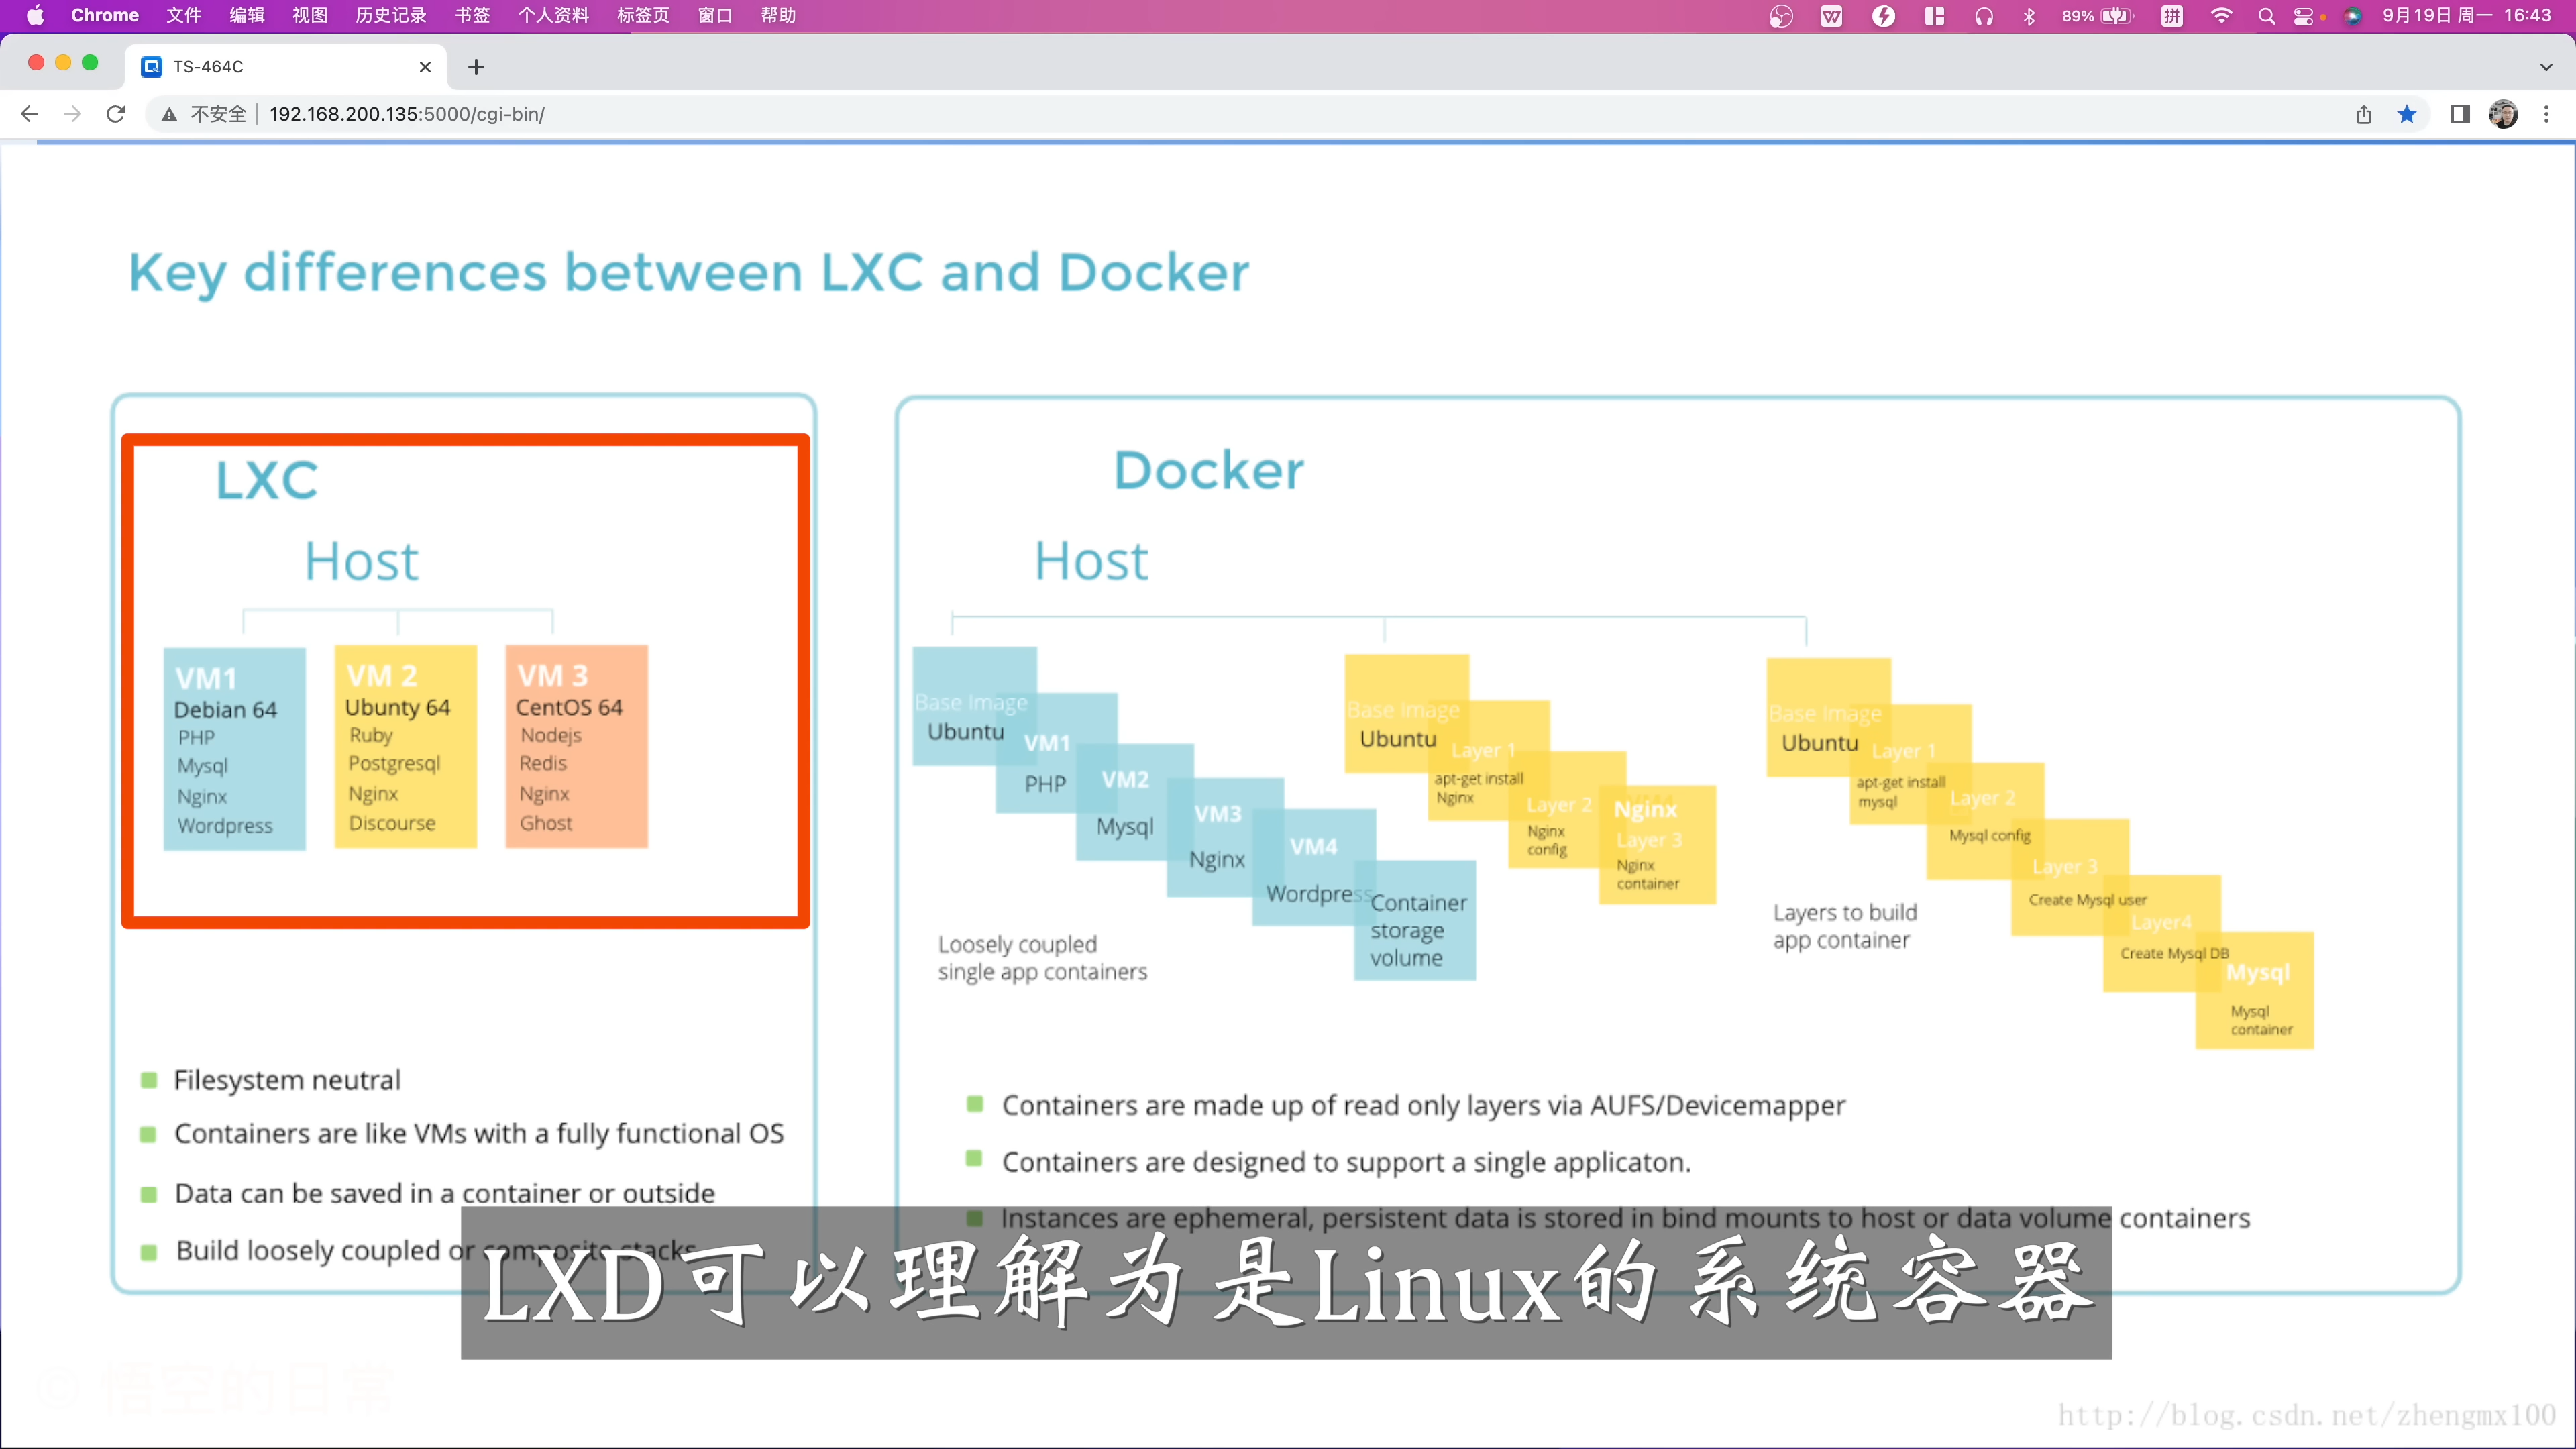 Chrome 文件 编辑 视图 历史记录 书签 个人资料 标签页 窗口 帮助 89% 拼 9月19日 周一 16:43
TS-464C
不安全 192.168.200.135:5000/cgi-bin/
Key differences between LXC and Docker
LXC
Host
VM1
Debian 64
PHP
Mysql
Nginx
Wordpress
VM 2
Ubunty 64
Ruby
Postgresql
Nginx
Discourse
VM 3
CentOS 64
Nodejs
Redis
Nginx
Ghost
Filesystem neutral
Containers are like VMs with a fully functional OS
Data can be saved in a container or outside
Build loosely coupled or composite stacks
Docker
Host
Base Image
Ubuntu
VM1
PHP
VM2
Mysql
VM3
Nginx
VM4
Wordpress
Container
storage
volume
Loosely coupled
single app containers
Base Image
Ubuntu
Layer 1
apt-get install
Nginx
Layer 2
Nginx
config
Nginx
Layer 3
Nginx
container
Base Image
Ubuntu
Layer 1
apt-get install
mysql
Layer 2
Mysql config
Layer 3
Create Mysql user
Layer4
Create Mysql DB
Mysql
Mysql
container
Layers to build
app container
Containers are made up of read only layers via AUFS/Devicemapper
Containers are designed to support a single applicaton.
Instances are ephemeral, persistent data is stored in bind mounts to host or data volume containers
LXD可以理解为是Linux的系统容器
© 悟空的日常
http://blog.csdn.net/zhengmx100